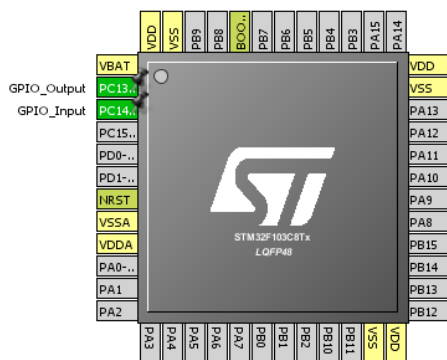 VDD
VSS
PB9
PB8
BOO..
PB7
PB6
PB5
PB4
PB3
PA15
PA14
VBAT
GPIO_Output PC13..
GPIO_Input PC14..
PC15..
PD0-..
PD1-..
NRST
VSSA
VDDA
PA0-..
PA1
PA2
ST
STM32F103C8Tx
LQFP48
VDD
VSS
PA13
PA12
PA11
PA10
PA9
PA8
PB15
PB14
PB13
PB12
PA3
PA4
PA5
PA6
PA7
PB0
PB1
PB2
PB10
PB11
VSS
VDD